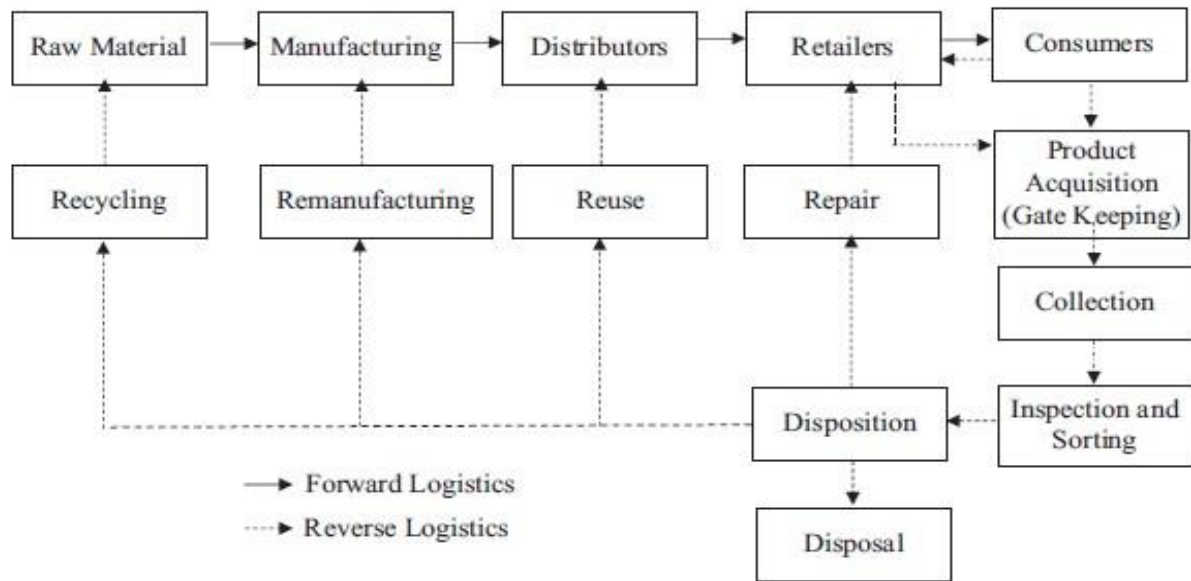 Raw Material
Manufacturing
Distributors
Retailers
Consumers
Recycling
Remanufacturing
Reuse
Repair
Product
Acquisition
(Gate Keeping)
Collection
Disposition
Inspection and
Sorting
Forward Logistics
Reverse Logistics
Disposal